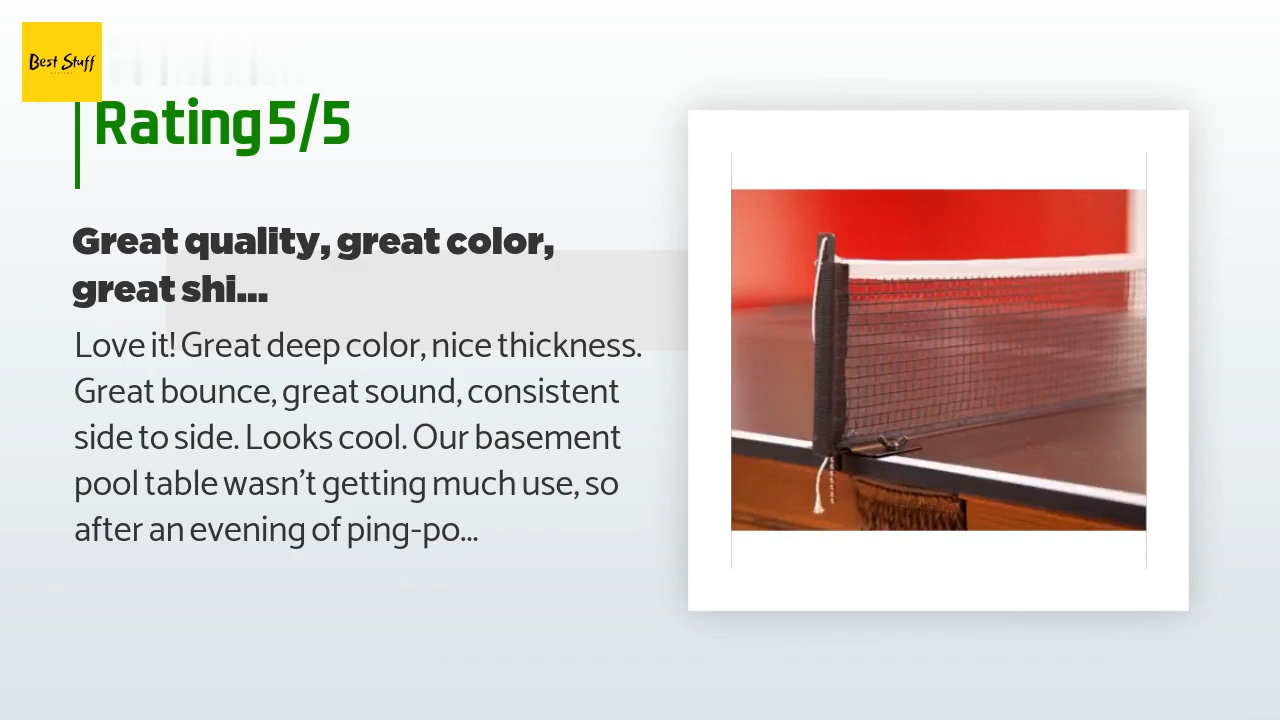 Best Stuff
Rating 5/5
Great quality, great color,
great shi...
Love it! Great deep color, nice thickness.
Great bounce, great sound, consistent
side to side. Looks cool. Our basement
pool table wasn't getting much use, so
after an evening of ping-po...